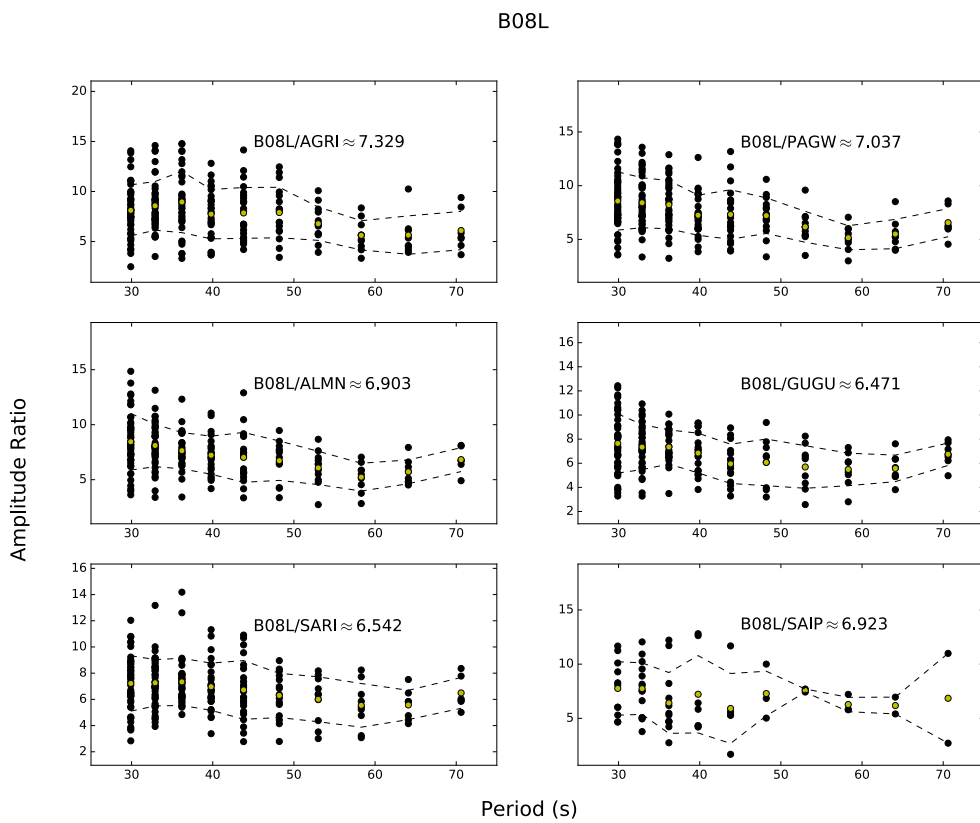 B08L
Amplitude Ratio
20
15
10
5
B08L/AGRI≈7.329
30 40 50 60 70
15
10
5
B08L/PAGW≈7.037
30 40 50 60 70
15
10
5
B08L/ALMN≈6.903
30 40 50 60 70
16
14
12
10
8
6
4
2
B08L/GUGU≈6.471
30 40 50 60 70
16
14
12
10
8
6
4
2
B08L/SARI≈6.542
30 40 50 60 70
15
10
5
B08L/SAIP≈6.923
30 40 50 60 70
Period (s)